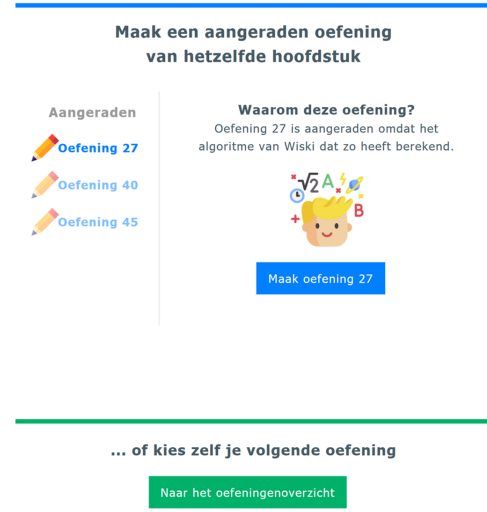 Maak een aangeraden oefening
van hetzelfde hoofdstuk
Aangeraden
Oefening 27
Oefening 40
Oefening 45
Waarom deze oefening?
Oefening 27 is aangeraden omdat het
algoritme van Wiski dat zo heeft berekend.
√2 A
B
Maak oefening 27
... of kies zelf je volgende oefening
Naar het oefeningenoverzicht